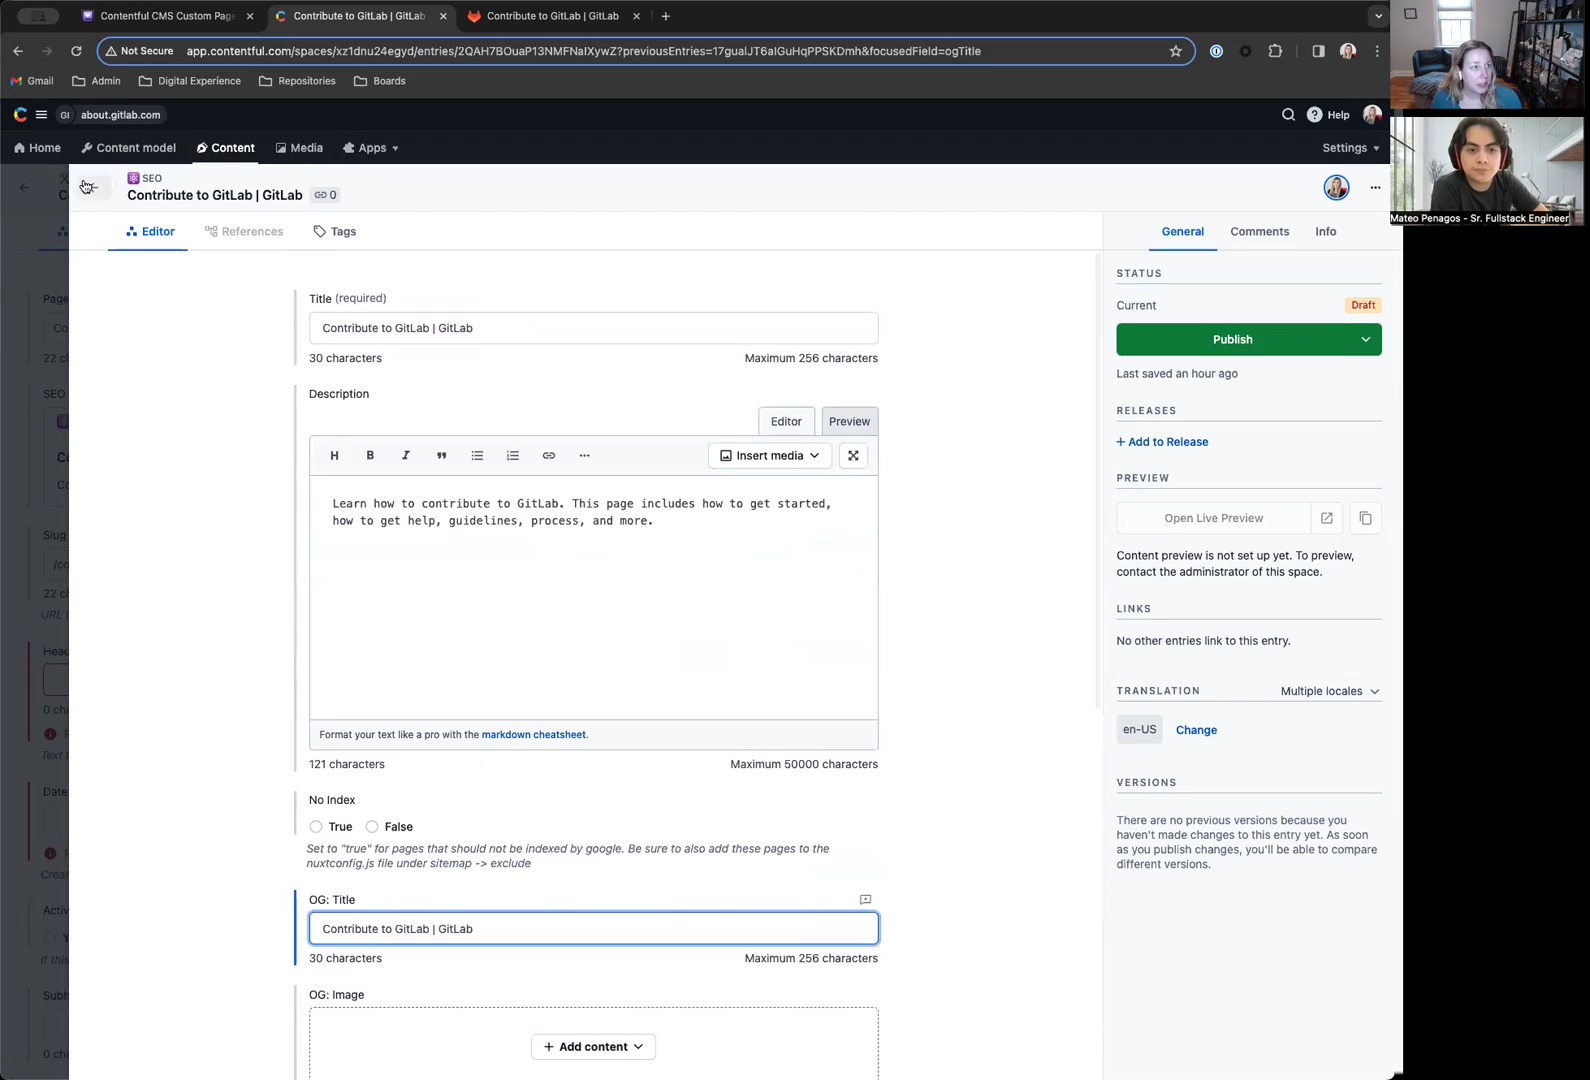 Contentful CMS Custom Page
Contribute to GitLab | GitLab
Contribute to GitLab | GitLab
Not Secure
app.contentful.com/spaces/xz1dnu24egyd/entries/2QAH7BOuaP13NMFNaIXywZ?previousEntries=17gualJT6alGuHqPPSKDmh&focusedField=ogTitle
Gmail
Admin
Digital Experience
Repositories
Boards
GI
about.gitlab.com
Help
Home
Content model
Content
Media
Apps
Settings
SEO
Contribute to GitLab | GitLab
0
Mateo Penagos - Sr. Fullstack Engineer
Editor
References
Tags
General
Comments
Info
Page
Co
22 ch
SEO
Co
Co
Slug
/co
22 ch
URL i
Head
0 cha
Text t
Date
Crea
Activ
Y
If this
Subh
0 cha
Title (required)
Contribute to GitLab | GitLab
30 characters
Maximum 256 characters
Description
Editor
Preview
H
B
I
Insert media
Learn how to contribute to GitLab. This page includes how to get started,
how to get help, guidelines, process, and more.
Format your text like a pro with the markdown cheatsheet.
121 characters
Maximum 50000 characters
No Index
True
False
Set to "true" for pages that should not be indexed by google. Be sure to also add these pages to the
nuxtconfig.js file under sitemap -> exclude
OG: Title
Contribute to GitLab | GitLab
30 characters
Maximum 256 characters
OG: Image
+ Add content
STATUS
Current
Draft
Publish
Last saved an hour ago
RELEASES
+ Add to Release
PREVIEW
Open Live Preview
Content preview is not set up yet. To preview,
contact the administrator of this space.
LINKS
No other entries link to this entry.
TRANSLATION
Multiple locales
en-US
Change
VERSIONS
There are no previous versions because you
haven't made changes to this entry yet. As soon
as you publish changes, you'll be able to compare
different versions.